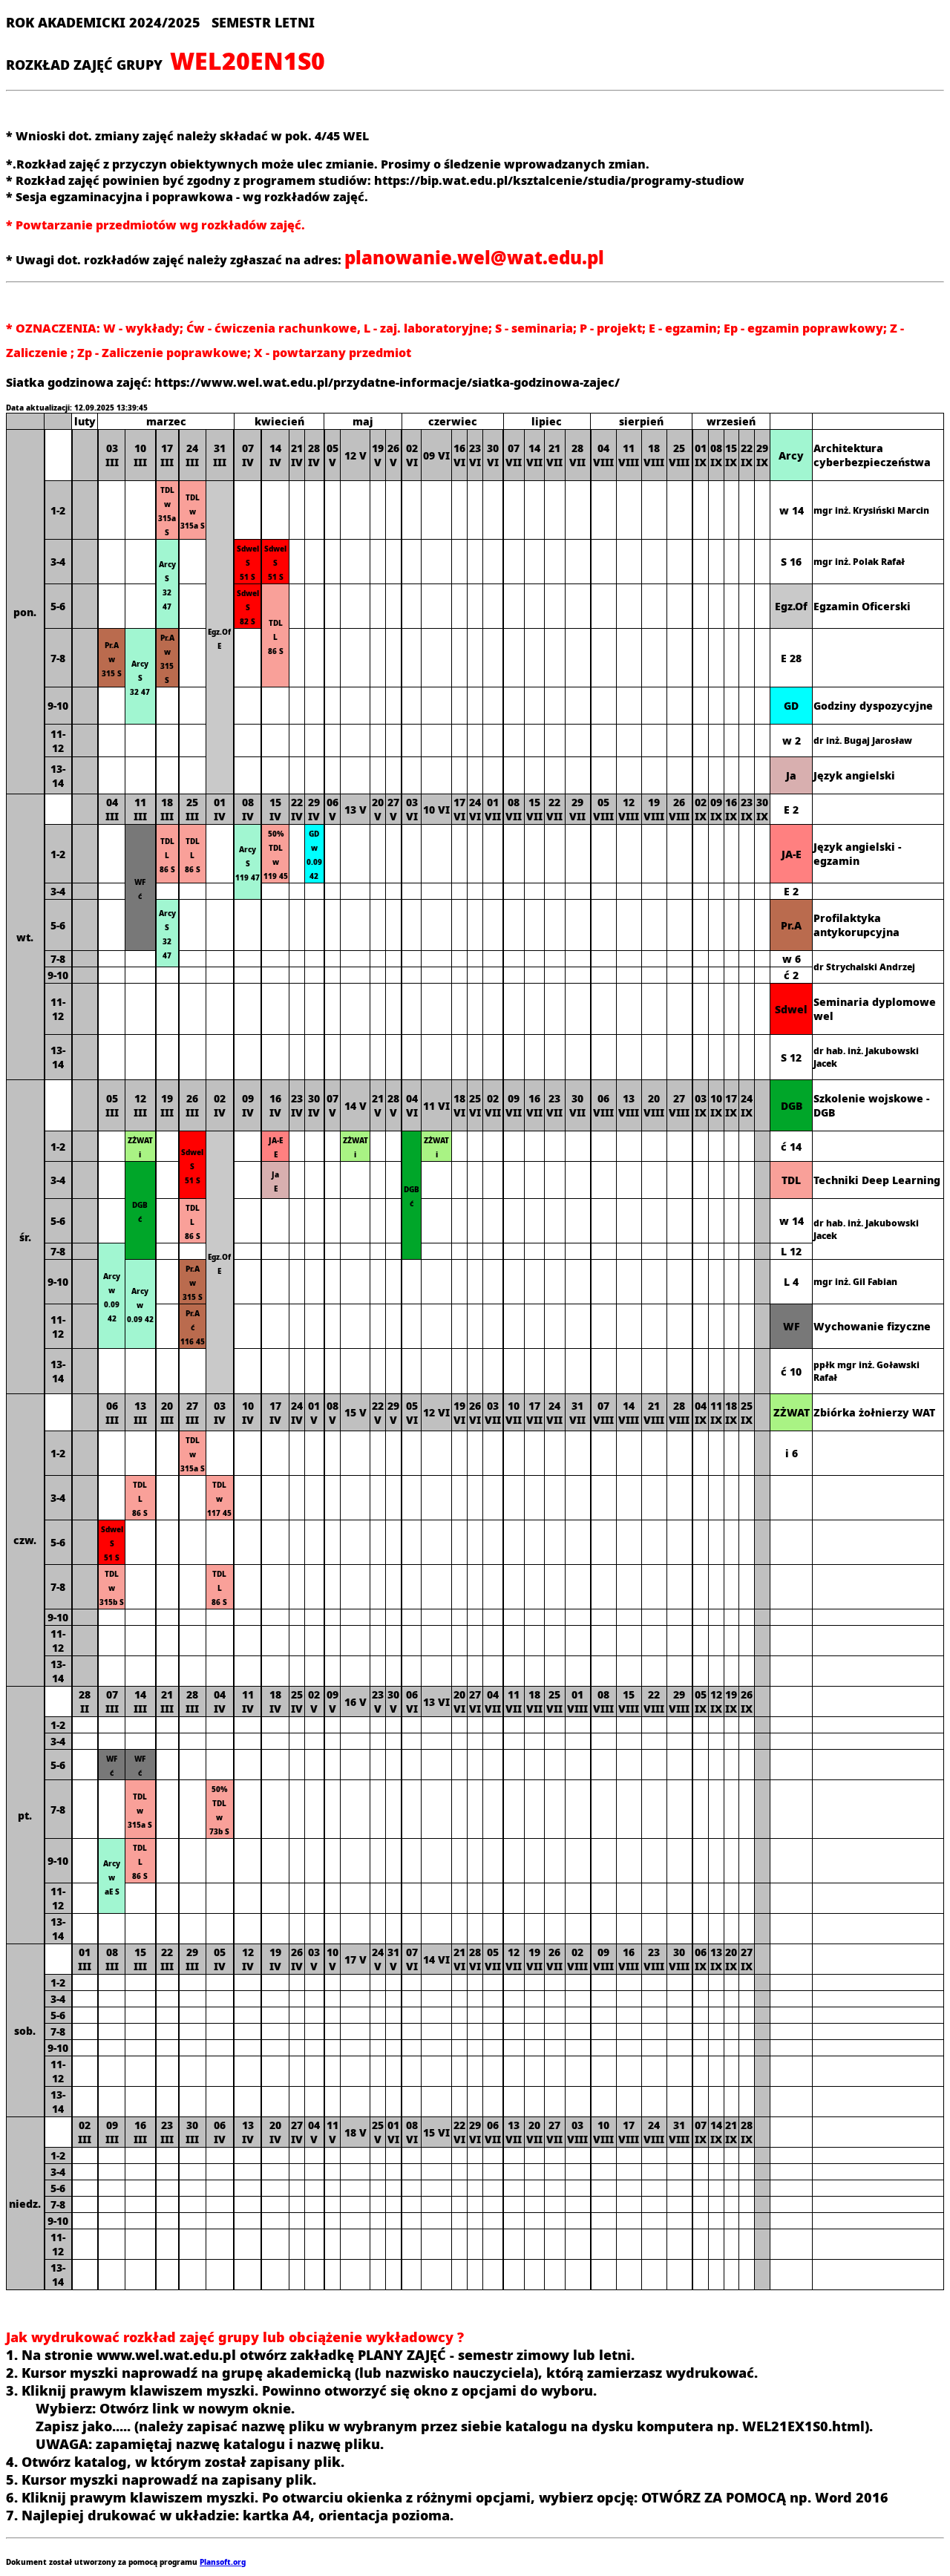 ROK AKADEMICKI 2024/2025 SEMESTR LETNI
ROZKŁAD ZAJĘĆ GRUPY WEL20EN1S0
* Wnioski dot. zmiany zajęć należy składać w pok. 4/45 WEL
*.Rozkład zajęć z przyczyn obiektywnych może ulec zmianie. Prosimy o śledzenie wprowadzanych zmian.
* Rozkład zajęć powinien być zgodny z programem studiów: https://bip.wat.edu.pl/ksztalcenie/studia/programy-studiow
* Sesja egzaminacyjna i poprawkowa - wg rozkładów zajęć.
* Powtarzanie przedmiotów wg rozkładów zajęć.
* Uwagi dot. rozkładów zajęć należy zgłaszać na adres: planowanie.wel@wat.edu.pl
* OZNACZENIA: W - wykłady; Ćw - ćwiczenia rachunkowe, L - zaj. laboratoryjne; S - seminaria; P - projekt; E - egzamin; Ep - egzamin poprawkowy; Z -
Zaliczenie ; Zp - Zaliczenie poprawkowe; X - powtarzany przedmiot
Siatka godzinowa zajęć: https://www.wel.wat.edu.pl/przydatne-informacje/siatka-godzinowa-zajec/
Data aktualizacji: 12.09.2025 13:39:45
luty marzec kwiecień maj czerwiec lipiec sierpień wrzesień
pon.
03 III 10 III 17 III 24 III 31 III 07 IV 14 IV 21 IV 28 IV 05 V 12 V 19 V 26 V 02 VI 09 VI 16 VI 23 VI 30 VI 07 VII 14 VII 21 VII 28 VII 04 VIII 11 VIII 18 VIII 25 VIII 01 IX 08 IX 15 IX 22 IX 29 IX Arcy Architektura cyberbezpieczeństwa
1-2 TDL w 315a S TDL w 315a S Egz.Of E w 14 mgr inż. Krysiński Marcin
3-4 Arcy S 32 47 Sdwel S 51 S Sdwel S 51 S S 16 mgr inż. Polak Rafał
5-6 Sdwel S 82 S TDL L 86 S Egz.Of Egzamin Oficerski
7-8 Pr.A w 315 S Arcy S 32 47 Pr.A w 315 S E 28
9-10 GD Godziny dyspozycyjne
11-12 w 2 dr inż. Bugaj Jarosław
13-14 Ja Język angielski
wt.
04 III 11 III 18 III 25 III 01 IV 08 IV 15 IV 22 IV 29 IV 06 V 13 V 20 V 27 V 03 VI 10 VI 17 VI 24 VI 01 VII 08 VII 15 VII 22 VII 29 VII 05 VIII 12 VIII 19 VIII 26 VIII 02 IX 09 IX 16 IX 23 IX 30 IX E 2
1-2 WF ć TDL L 86 S TDL L 86 S Arcy S 119 47 50% TDL w 119 45 GD w 0.09 42 JA-E Język angielski - egzamin
3-4 E 2
5-6 Arcy S 32 47 Pr.A Profilaktyka antykorupcyjna
7-8 w 6 dr Strychalski Andrzej
9-10 ć 2
11-12 Sdwel Seminaria dyplomowe wel
13-14 S 12 dr hab. inż. Jakubowski Jacek
śr.
05 III 12 III 19 III 26 III 02 IV 09 IV 16 IV 23 IV 30 IV 07 V 14 V 21 V 28 V 04 VI 11 VI 18 VI 25 VI 02 VII 09 VII 16 VII 23 VII 30 VII 06 VIII 13 VIII 20 VIII 27 VIII 03 IX 10 IX 17 IX 24 IX DGB Szkolenie wojskowe - DGB
1-2 ZŻWAT i Sdwel S 51 S Egz.Of E JA-E E ZŻWAT i DGB ć ZŻWAT i ć 14
3-4 DGB ć Ja E TDL Techniki Deep Learning
5-6 TDL L 86 S w 14 dr hab. inż. Jakubowski Jacek
7-8 Arcy w 0.09 42 L 12
9-10 Arcy w 0.09 42 Pr.A w 315 S L 4 mgr inż. Gil Fabian
11-12 Pr.A ć 116 45 WF Wychowanie fizyczne
13-14 ć 10 ppłk mgr inż. Goławski Rafał
czw.
06 III 13 III 20 III 27 III 03 IV 10 IV 17 IV 24 IV 01 V 08 V 15 V 22 V 29 V 05 VI 12 VI 19 VI 26 VI 03 VII 10 VII 17 VII 24 VII 31 VII 07 VIII 14 VIII 21 VIII 28 VIII 04 IX 11 IX 18 IX 25 IX ZŻWAT Zbiórka żołnierzy WAT
1-2 TDL w 315a S i 6
3-4 TDL L 86 S TDL w 117 45
5-6 Sdwel S 51 S
7-8 TDL w 315b S TDL L 86 S
9-10
11-12
13-14
pt.
28 II 07 III 14 III 21 III 28 III 04 IV 11 IV 18 IV 25 IV 02 V 09 V 16 V 23 V 30 V 06 VI 13 VI 20 VI 27 VI 04 VII 11 VII 18 VII 25 VII 01 VIII 08 VIII 15 VIII 22 VIII 29 VIII 05 IX 12 IX 19 IX 26 IX
1-2
3-4
5-6 WF ć WF ć
7-8 TDL w 315a S 50% TDL w 73b S
9-10 Arcy w aE S TDL L 86 S
11-12
13-14
sob.
01 III 08 III 15 III 22 III 29 III 05 IV 12 IV 19 IV 26 IV 03 V 10 V 17 V 24 V 31 V 07 VI 14 VI 21 VI 28 VI 05 VII 12 VII 19 VII 26 VII 02 VIII 09 VIII 16 VIII 23 VIII 30 VIII 06 IX 13 IX 20 IX 27 IX
1-2
3-4
5-6
7-8
9-10
11-12
13-14
niedz.
02 III 09 III 16 III 23 III 30 III 06 IV 13 IV 20 IV 27 IV 04 V 11 V 18 V 25 V 01 VI 08 VI 15 VI 22 VI 29 VI 06 VII 13 VII 20 VII 27 VII 03 VIII 10 VIII 17 VIII 24 VIII 31 VIII 07 IX 14 IX 21 IX 28 IX
1-2
3-4
5-6
7-8
9-10
11-12
13-14
Jak wydrukować rozkład zajęć grupy lub obciążenie wykładowcy ?
1. Na stronie www.wel.wat.edu.pl otwórz zakładkę PLANY ZAJĘĆ - semestr zimowy lub letni.
2. Kursor myszki naprowadź na grupę akademicką (lub nazwisko nauczyciela), którą zamierzasz wydrukować.
3. Kliknij prawym klawiszem myszki. Powinno otworzyć się okno z opcjami do wyboru.
Wybierz: Otwórz link w nowym oknie.
Zapisz jako..... (należy zapisać nazwę pliku w wybranym przez siebie katalogu na dysku komputera np. WEL21EX1S0.html).
UWAGA: zapamiętaj nazwę katalogu i nazwę pliku.
4. Otwórz katalog, w którym został zapisany plik.
5. Kursor myszki naprowadź na zapisany plik.
6. Kliknij prawym klawiszem myszki. Po otwarciu okienka z różnymi opcjami, wybierz opcję: OTWÓRZ ZA POMOCĄ np. Word 2016
7. Najlepiej drukować w układzie: kartka A4, orientacja pozioma.
Dokument został utworzony za pomocą programu Plansoft.org